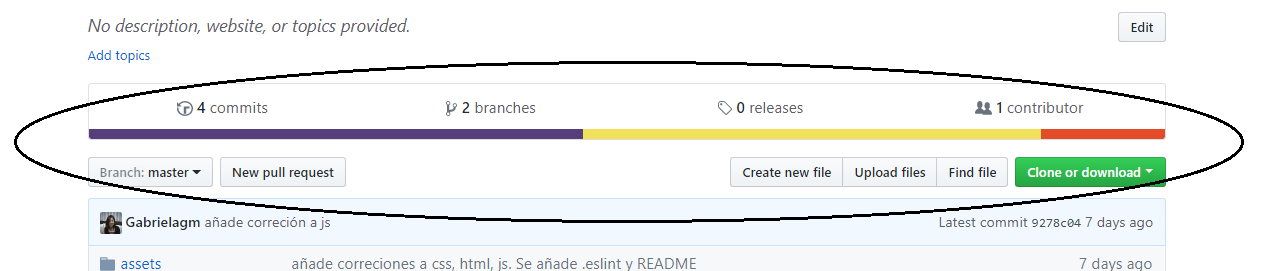 No description, website, or topics provided.
Edit
Add topics
4 commits
2 branches
0 releases
1 contributor
Branch: master
New pull request
Create new file
Upload files
Find file
Clone or download
Gabrielagm añade correción a js
Latest commit 9278c04 7 days ago
assets
añade correciones a css, html, js. Se añade .eslint y README
7 days ago